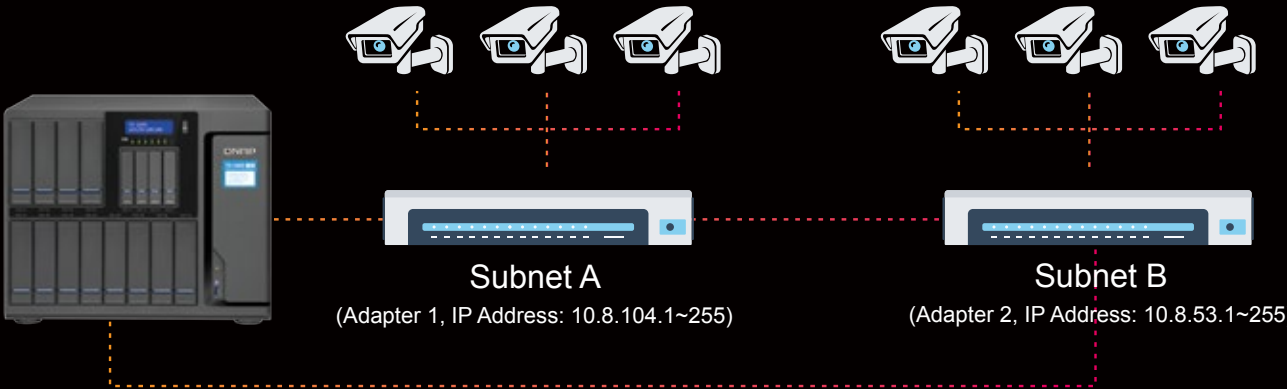 QNAP
Subnet A
(Adapter 1, IP Address: 10.8.104.1~255)
Subnet B
(Adapter 2, IP Address: 10.8.53.1~255